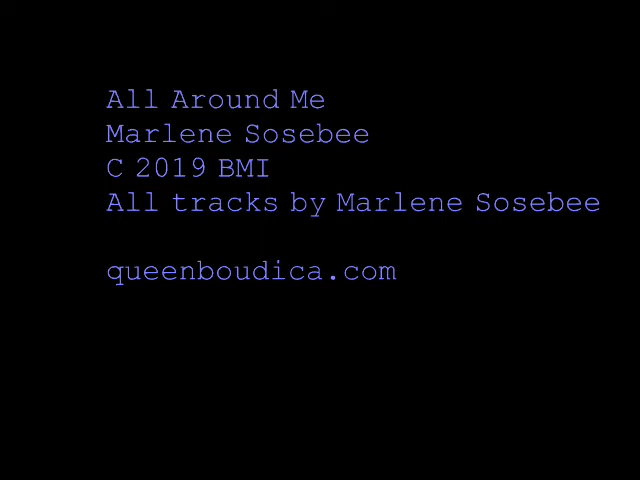 All Around Me
Marlene Sosebee
C 2019 BMI
All tracks by Marlene Sosebee
queenboudica.com